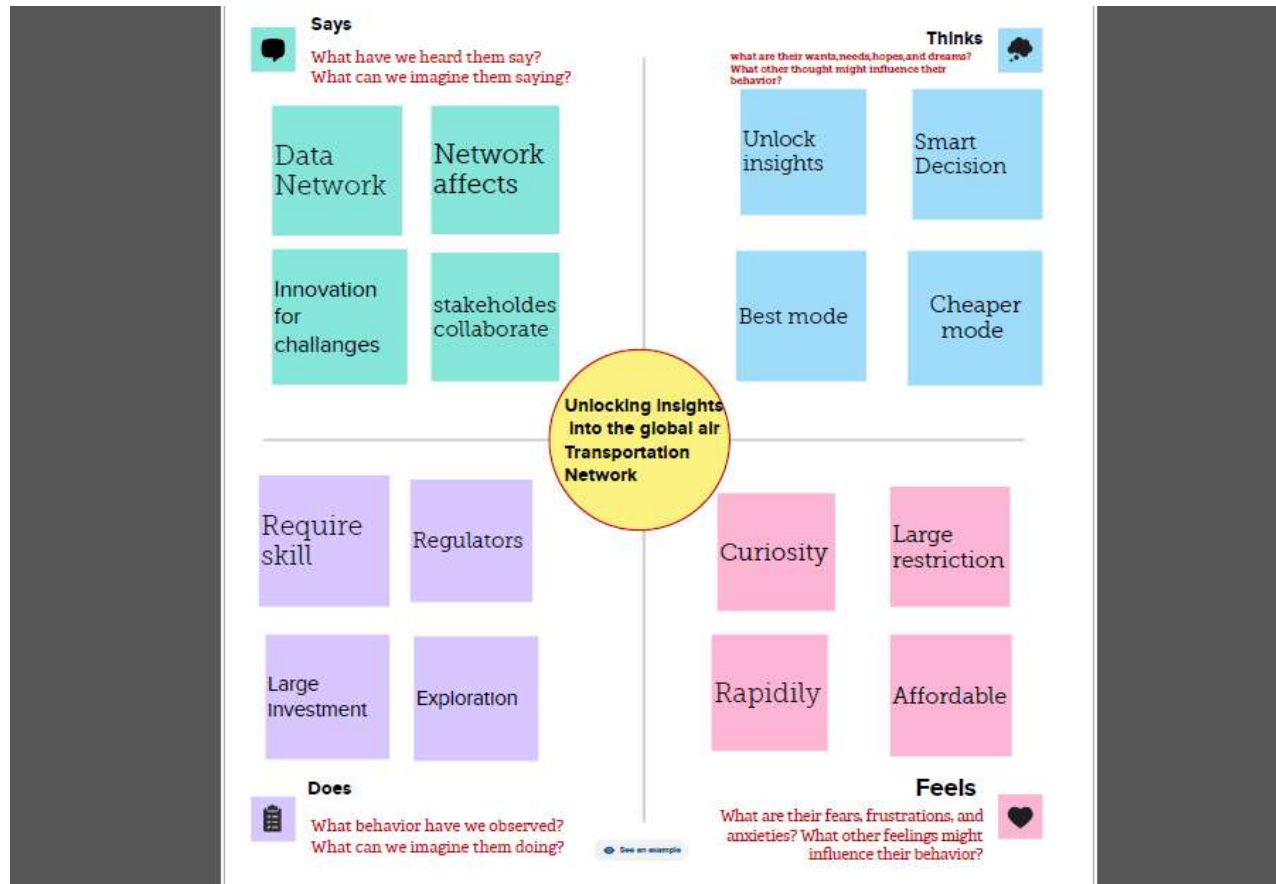 Says
What have we heard them say?
What can we imagine them saying?
Data
Network
Network
affects
Innovation
for
challanges
stakeholdes
collaborate
Thinks
what are their wants,needs,hopes,and dreams?
What other thought might influence their
behavior?
Unlock
insights
Smart
Decision
Best mode
Cheaper
mode
Unlocking insights
into the global air
Transportation
Network
Require
skill
Regulators
Large
Investment
Exploration
Does
What behavior have we observed?
What can we imagine them doing?
See an example
Curiosity
Large
restriction
Rapidily
Affordable
Feels
What are their fears, frustrations, and
anxieties? What other feelings might
influence their behavior?